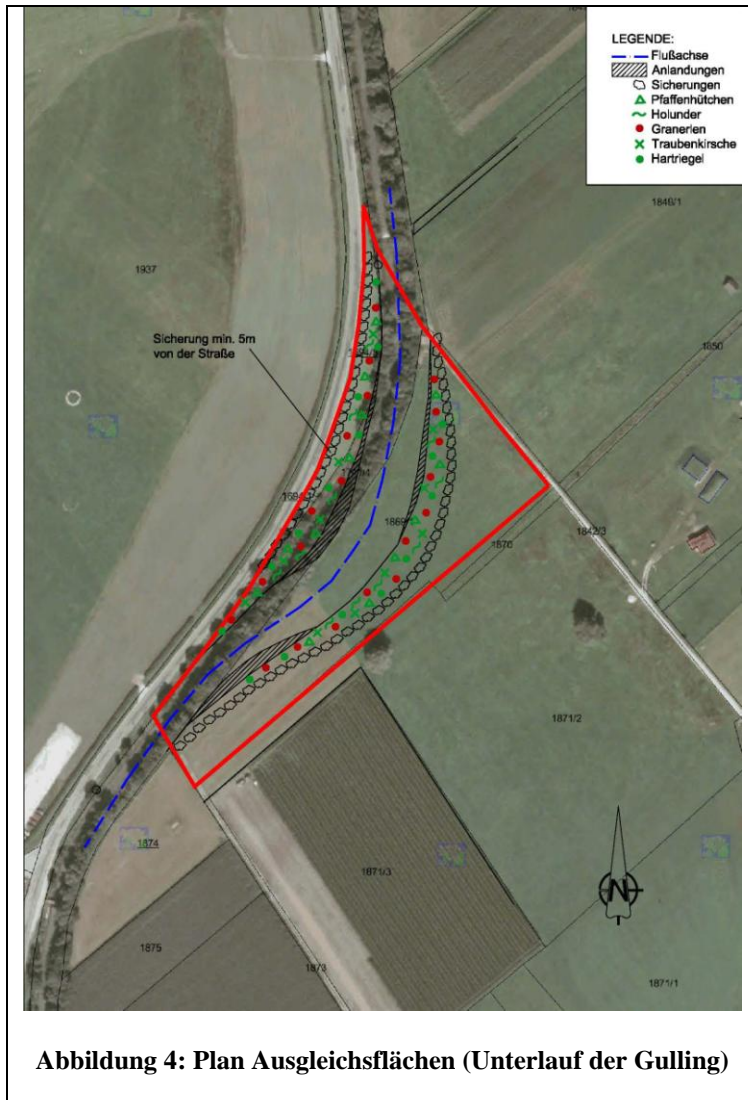 LEGENDE:
Flußachse
Anlandungen
Sicherungen
Pfaffenhütchen
Holunder
Granerlen
Traubenkirsche
Hartriegel
1846/1
1937
Sicherung min. 5m
von der Straße
1850
1869
1870
1842/3
1871/2
1874
1871/3
1875
1873
N
1871/1
Abbildung 4: Plan Ausgleichsflächen (Unterlauf der Gulling)